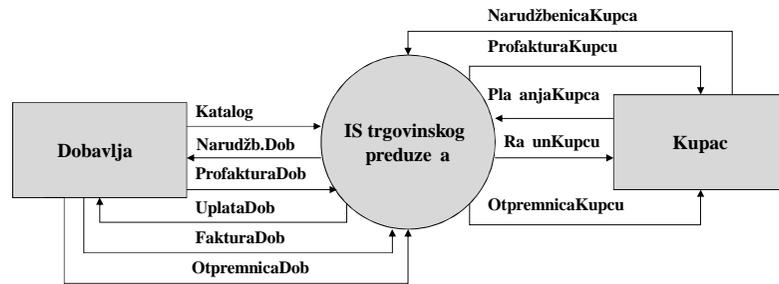 NarudžbenicaKupca
ProfakturaKupcu
Katalog
Pla anjaKupca
IS trgovinskog
preduze a
Dobavlja
Narudžb.Dob
Ra unKupcu
Kupac
ProfakturaDob
UplataDob
OtpremnicaKupcu
FakturaDob
OtpremnicaDob